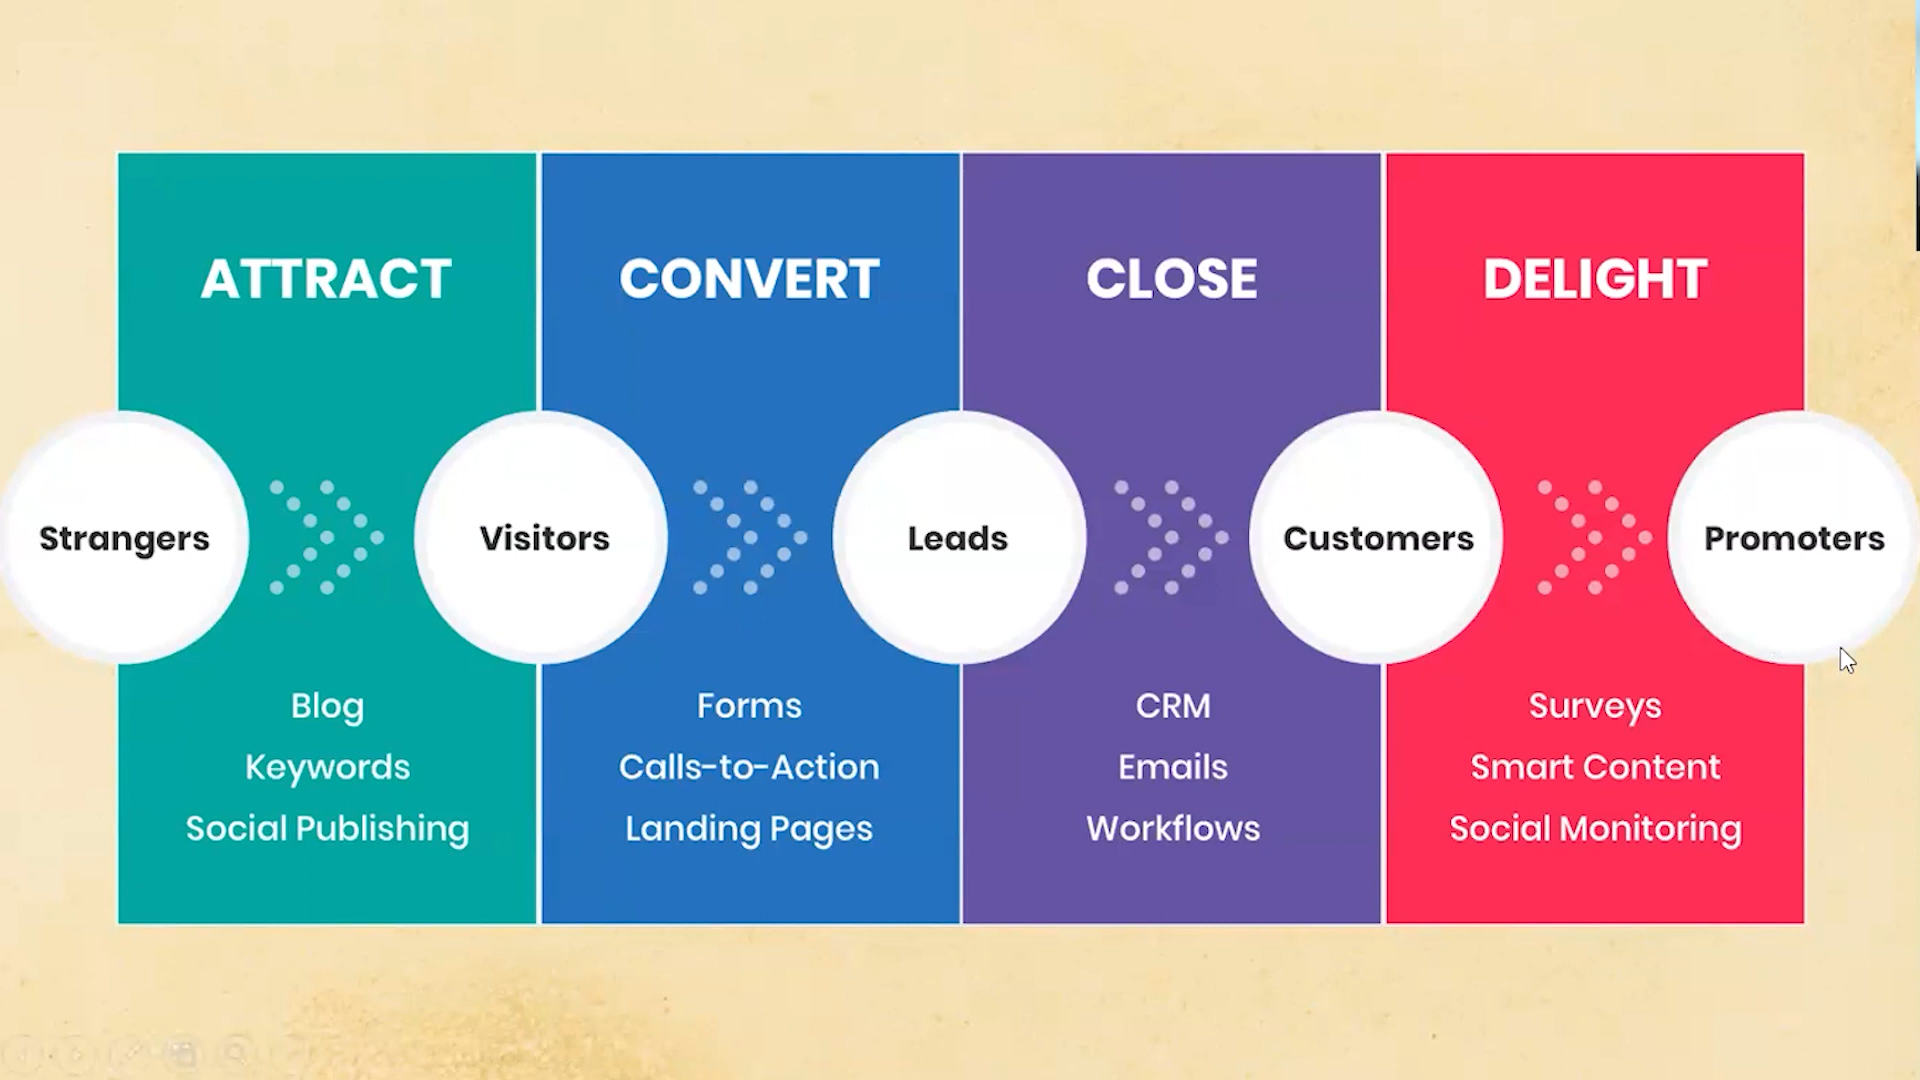 ATTRACT
CONVERT
CLOSE
DELIGHT
Strangers
Visitors
Leads
Customers
Promoters
Blog
Keywords
Social Publishing
Forms
Calls-to-Action
Landing Pages
CRM
Emails
Workflows
Surveys
Smart Content
Social Monitoring